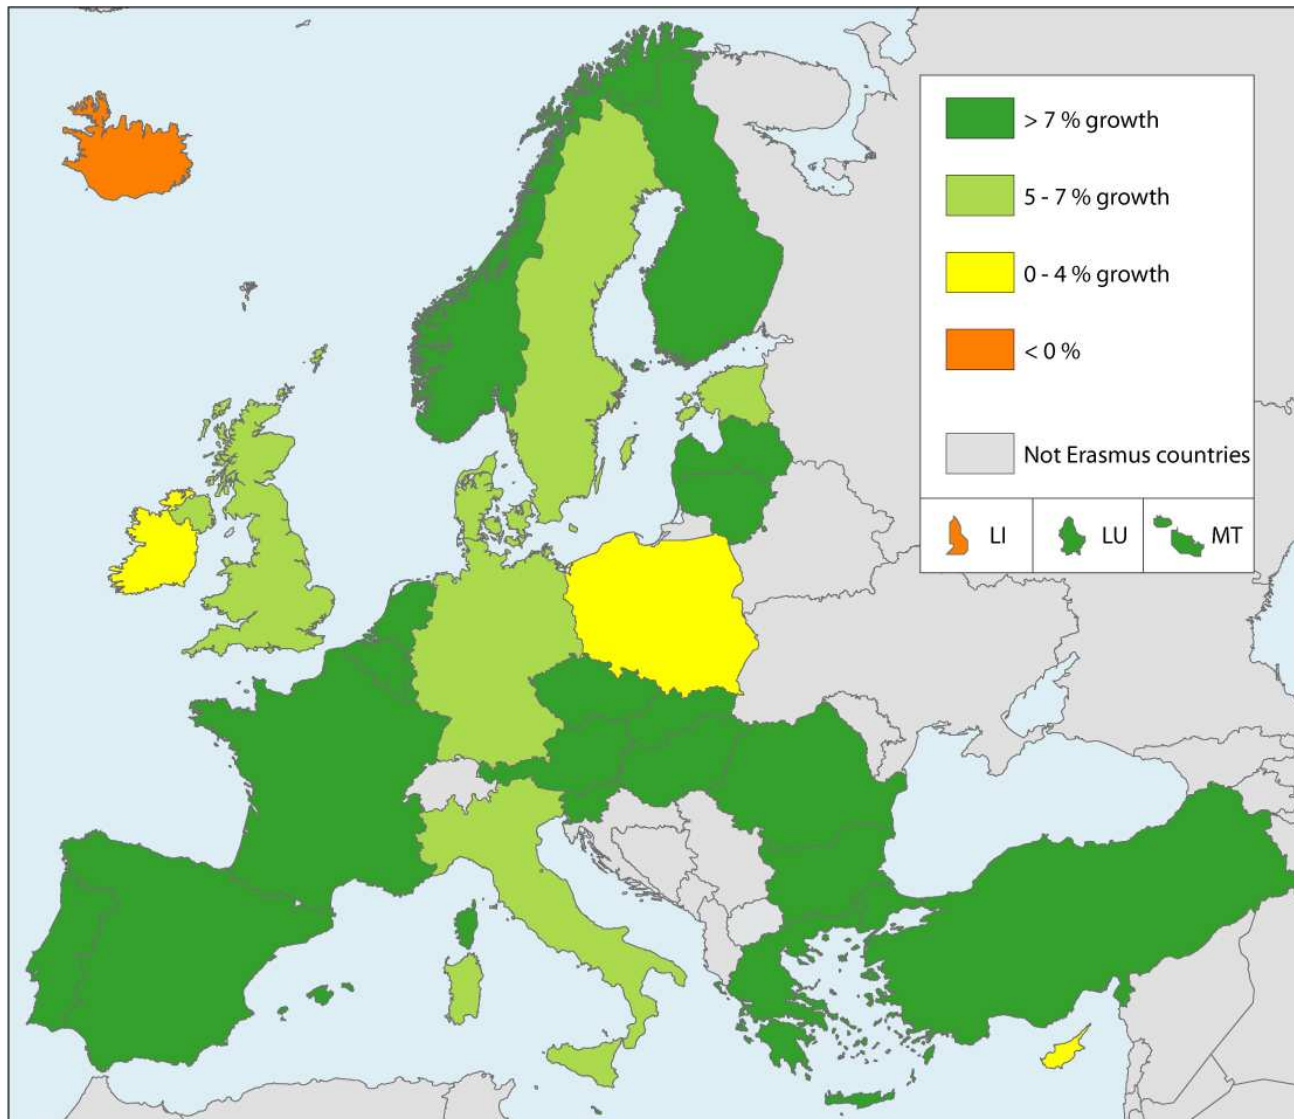 > 7 % growth
5 - 7 % growth
0 - 4 % growth
< 0 %
Not Erasmus countries
LI
LU
MT